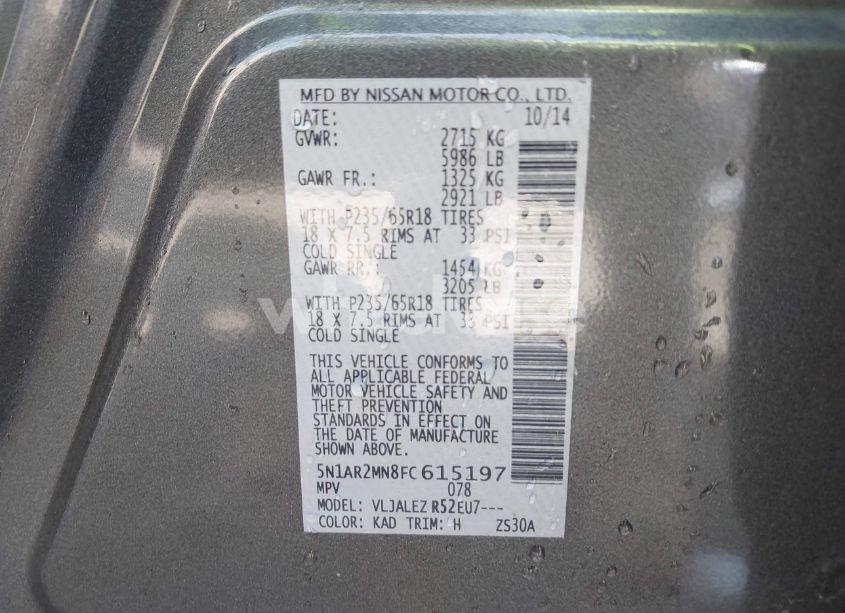 MFD BY NISSAN MOTOR CO., LTD.
DATE: 10/14
GVWR: 2715 KG
5986 LB
GAWR FR.: 1325 KG
2921 LB
WITH P235/65R18 TIRES
18 X 7.5 RIMS AT 33 PSI
COLD SINGLE
GAWR RR.: 1454 KG
3205 LB
WITH P235/65R18 TIRES
18 X 7.5 RIMS AT 33 PSI
COLD SINGLE
THIS VEHICLE CONFORMS TO
ALL APPLICABLE FEDERAL
MOTOR VEHICLE SAFETY AND
THEFT PREVENTION
STANDARDS IN EFFECT ON
THE DATE OF MANUFACTURE
SHOWN ABOVE.
5N1AR2MN8FC615197
MPV 078
MODEL: VLJALEZ R52EU7---
COLOR: KAD TRIM: H ZS30A